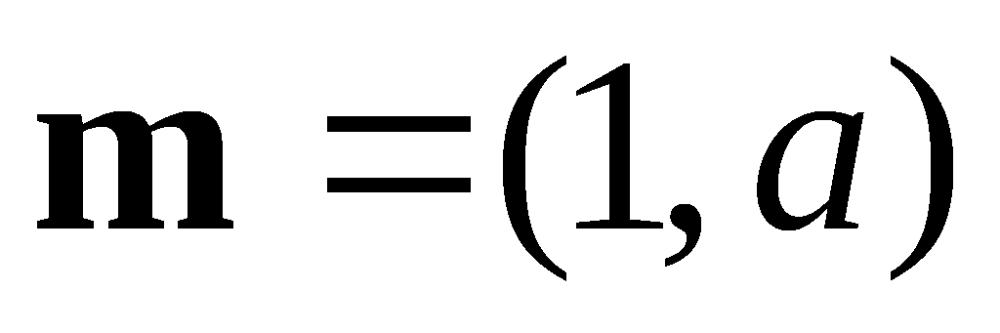 m = (1, a)